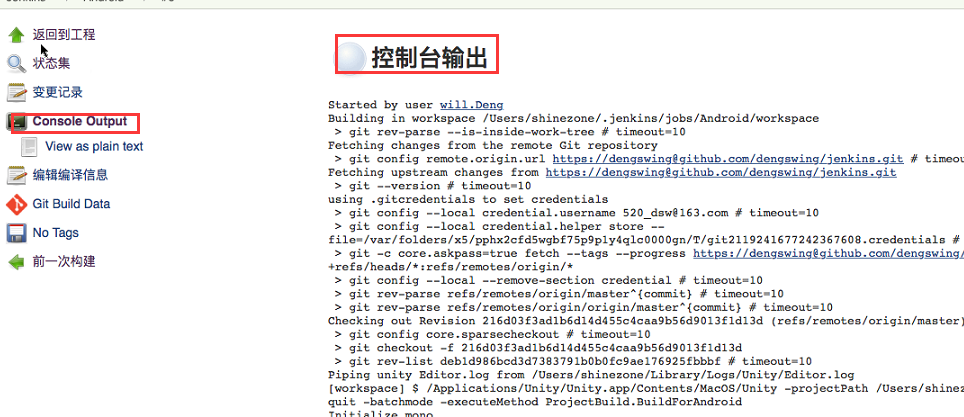 返回到工程
状态集
变更记录
Console Output
View as plain text
编辑编译信息
Git Build Data
No Tags
前一次构建
控制台输出
Started by user will.Deng
Building in workspace /Users/shinezone/.jenkins/jobs/Android/workspace
> git rev-parse --is-inside-work-tree # timeout=10
Fetching changes from the remote Git repository
> git config remote.origin.url https://dengswing@github.com/dengswing/jenkins.git # timeou
Fetching upstream changes from https://dengswing@github.com/dengswing/jenkins.git
> git --version # timeout=10
using .gitcredentials to set credentials
> git config --local credential.username 520_dsw@163.com # timeout=10
> git config --local credential.helper store --
file=/var/folders/x5/pphx2cfd5wgbf75p9ply4qlc0000gn/T/git2119241677242367608.credentials #
> git -c core.askpass=true fetch --tags --progress https://dengswing@github.com/dengswing/
+refs/heads/*:refs/remotes/origin/*
> git config --local --remove-section credential # timeout=10
> git rev-parse refs/remotes/origin/master^{commit} # timeout=10
> git rev-parse refs/remotes/origin/origin/master^{commit} # timeout=10
Checking out Revision 216d03f3ad1b6d14d455c4caa9b56d9013f1d13d (refs/remotes/origin/master)
> git config core.sparsecheckout # timeout=10
> git checkout -f 216d03f3ad1b6d14d455c4caa9b56d9013f1d13d
> git rev-list deb1d986bcd3d7383791b0b0fc9ae176925fbbbf # timeout=10
Piping unity Editor.log from /Users/shinezone/Library/Logs/Unity/Editor.log
[workspace] $ /Applications/Unity/Unity.app/Contents/MacOS/Unity -projectPath /Users/shinez
quit -batchmode -executeMethod ProjectBuild.BuildForAndroid
Initialize mono